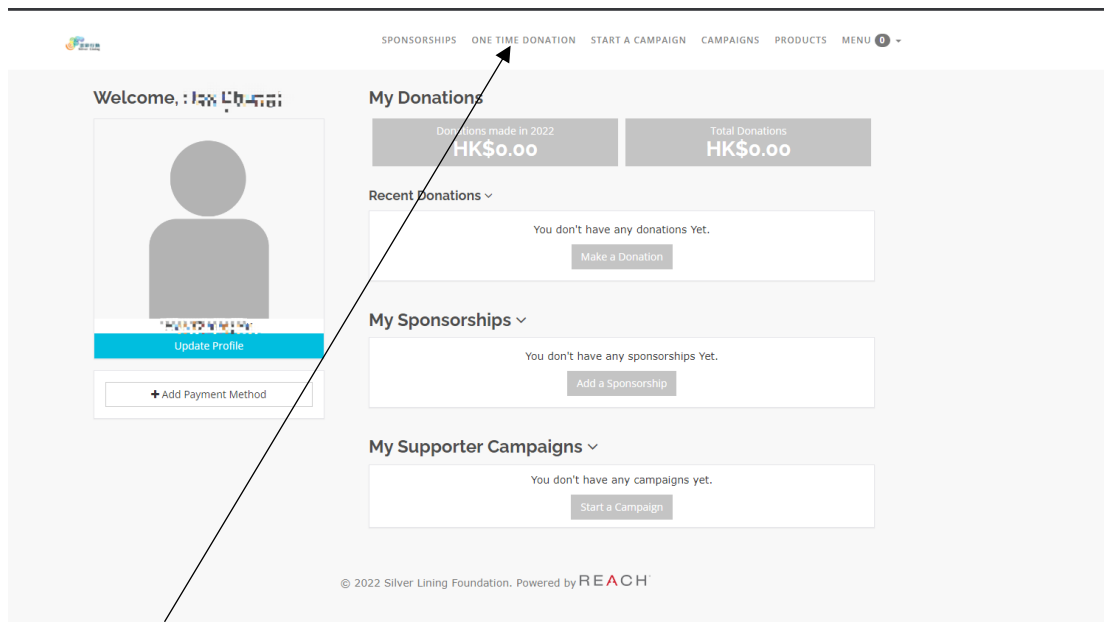 SPONSORSHIPS ONE TIME DONATION START A CAMPAIGN CAMPAIGNS PRODUCTS MENU 0
Welcome,
My Donations
Donations made in 2022
HK$0.00
Total Donations
HK$0.00
Recent Donations
You don't have any donations Yet.
Make a Donation
Update Profile
+ Add Payment Method
My Sponsorships
You don't have any sponsorships Yet.
Add a Sponsorship
My Supporter Campaigns
You don't have any campaigns yet.
Start a Campaign
© 2022 Silver Lining Foundation. Powered by REACH